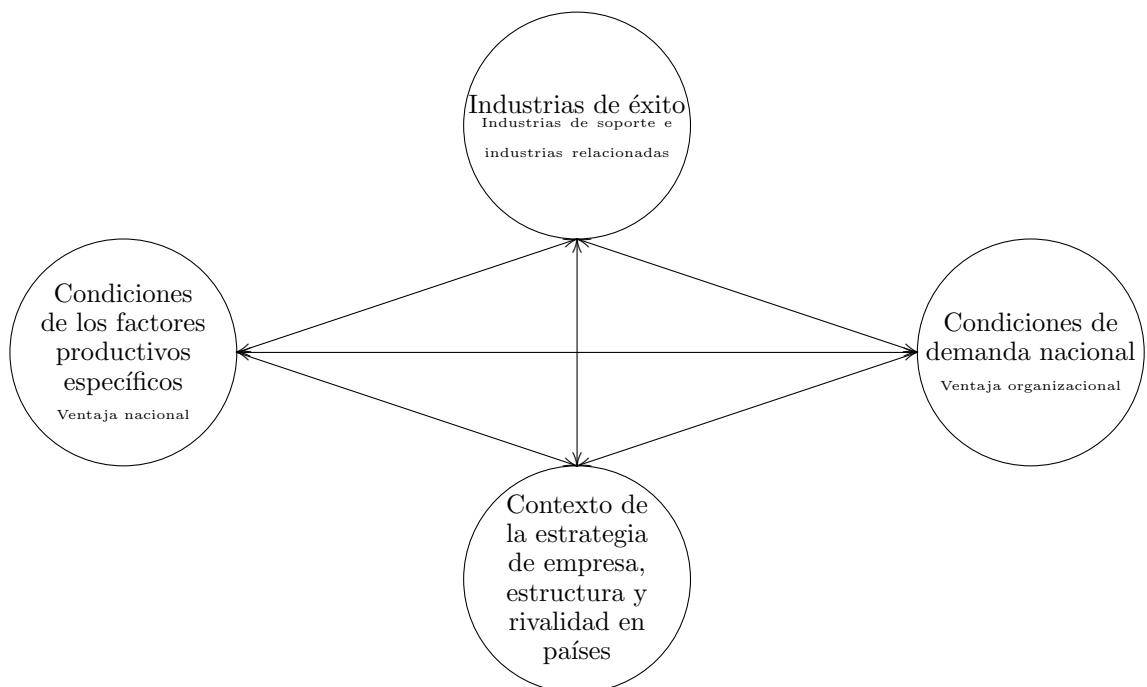 Industrias de éxito
Industrias de soporte e
industrias relacionadas
Condiciones
de los factores
productivos
específicos
Ventaja nacional
Condiciones de
demanda nacional
Ventaja organizacional
Contexto de
la estrategia
de empresa,
estructura y
rivalidad en
países